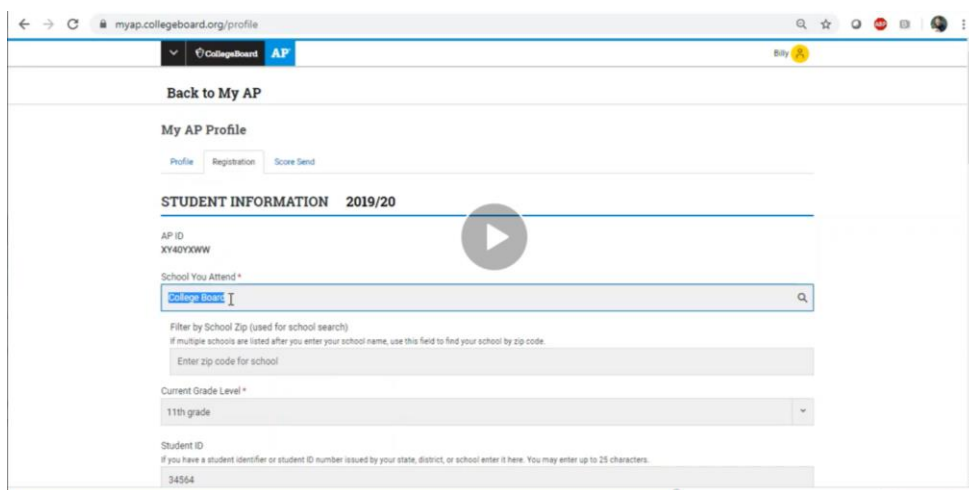 myap.collegeboard.org/profile
ABP
CollegeBoard AP
Billy
Back to My AP
My AP Profile
Profile Registration Score Send
STUDENT INFORMATION 2019/20
AP ID
XY40YXWW
School You Attend *
College Board
Filter by School Zip (used for school search)
If multiple schools are listed after you enter your school name, use this field to find your school by zip code.
Enter zip code for school
Current Grade Level *
11th grade
Student ID
If you have a student identifier or student ID number issued by your state, district, or school enter it here. You may enter up to 25 characters.
34564